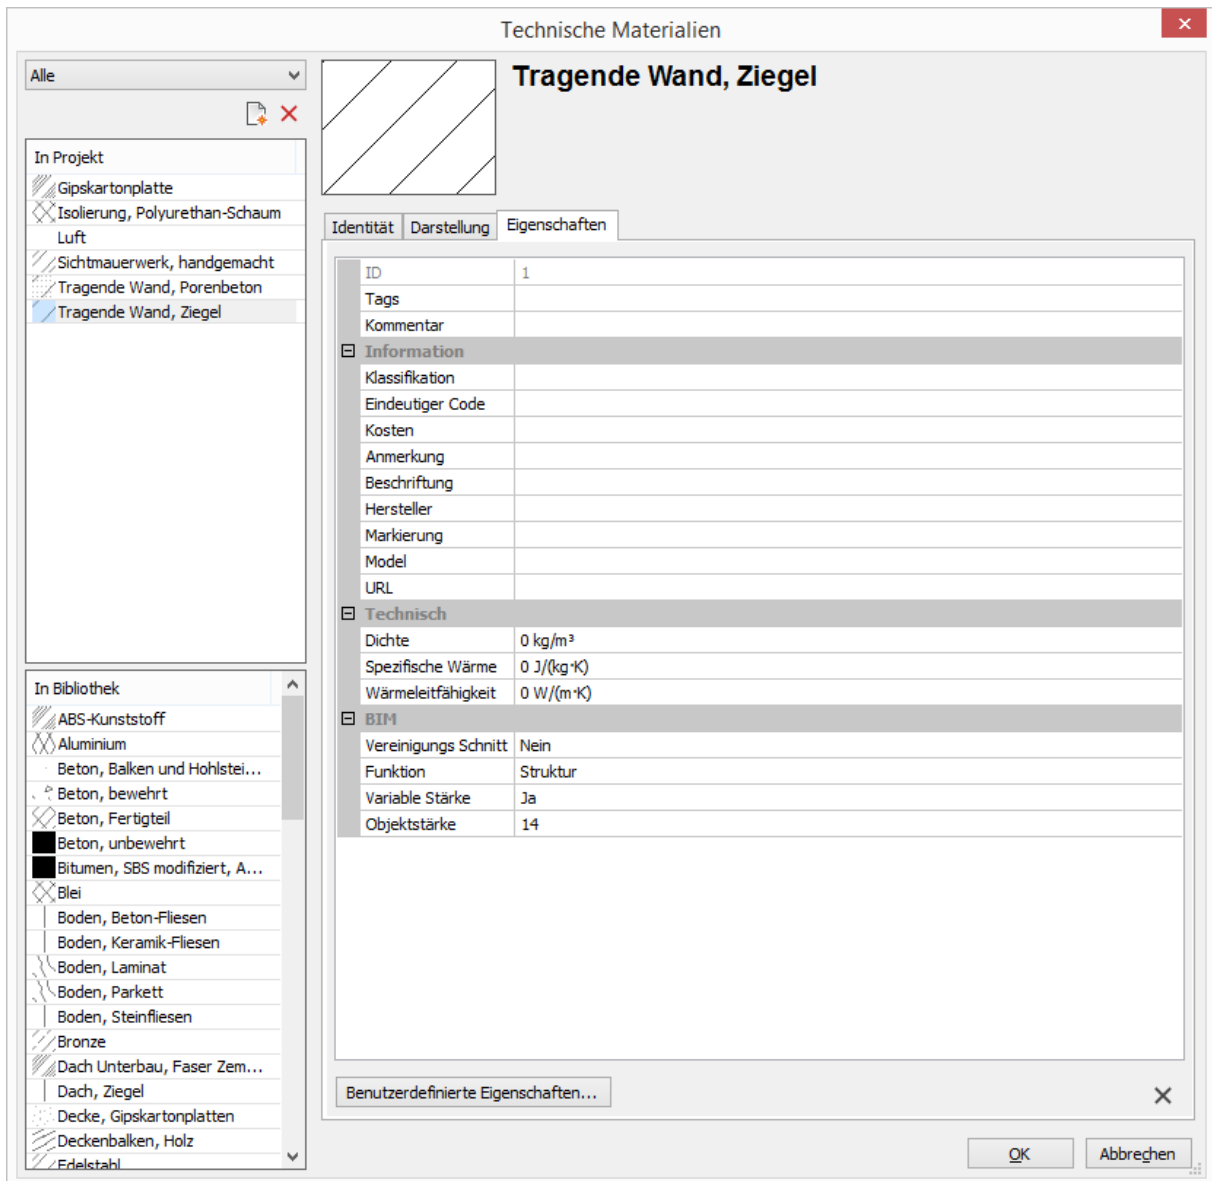 Technische Materialien
Alle
In Projekt
Gipskartonplatte
Isolierung, Polyurethan-Schaum
Luft
Sichtmauerwerk, handgemacht
Tragende Wand, Porenbeton
Tragende Wand, Ziegel
In Bibliothek
ABS-Kunststoff
Aluminium
Beton, Balken und Hohlstei...
Beton, bewehrt
Beton, Fertigteil
Beton, unbewehrt
Bitumen, SBS modifiziert, A...
Blei
Boden, Beton-Fliesen
Boden, Keramik-Fliesen
Boden, Laminat
Boden, Parkett
Boden, Steinfliesen
Bronze
Dach Unterbau, Faser Zem...
Dach, Ziegel
Decke, Gipskartonplatten
Deckenbalken, Holz
Edelstahl
Tragende Wand, Ziegel
Identität Darstellung Eigenschaften
ID 1
Tags
Kommentar
Information
Klassifikation
Eindeutiger Code
Kosten
Anmerkung
Beschriftung
Hersteller
Markierung
Model
URL
Technisch
Dichte 0 kg/m³
Spezifische Wärme 0 J/(kg·K)
Wärmeleitfähigkeit 0 W/(m·K)
BIM
Vereinigungs Schnitt Nein
Funktion Struktur
Variable Stärke Ja
Objektstärke 14
Benutzerdefinierte Eigenschaften...
OK Abbrechen